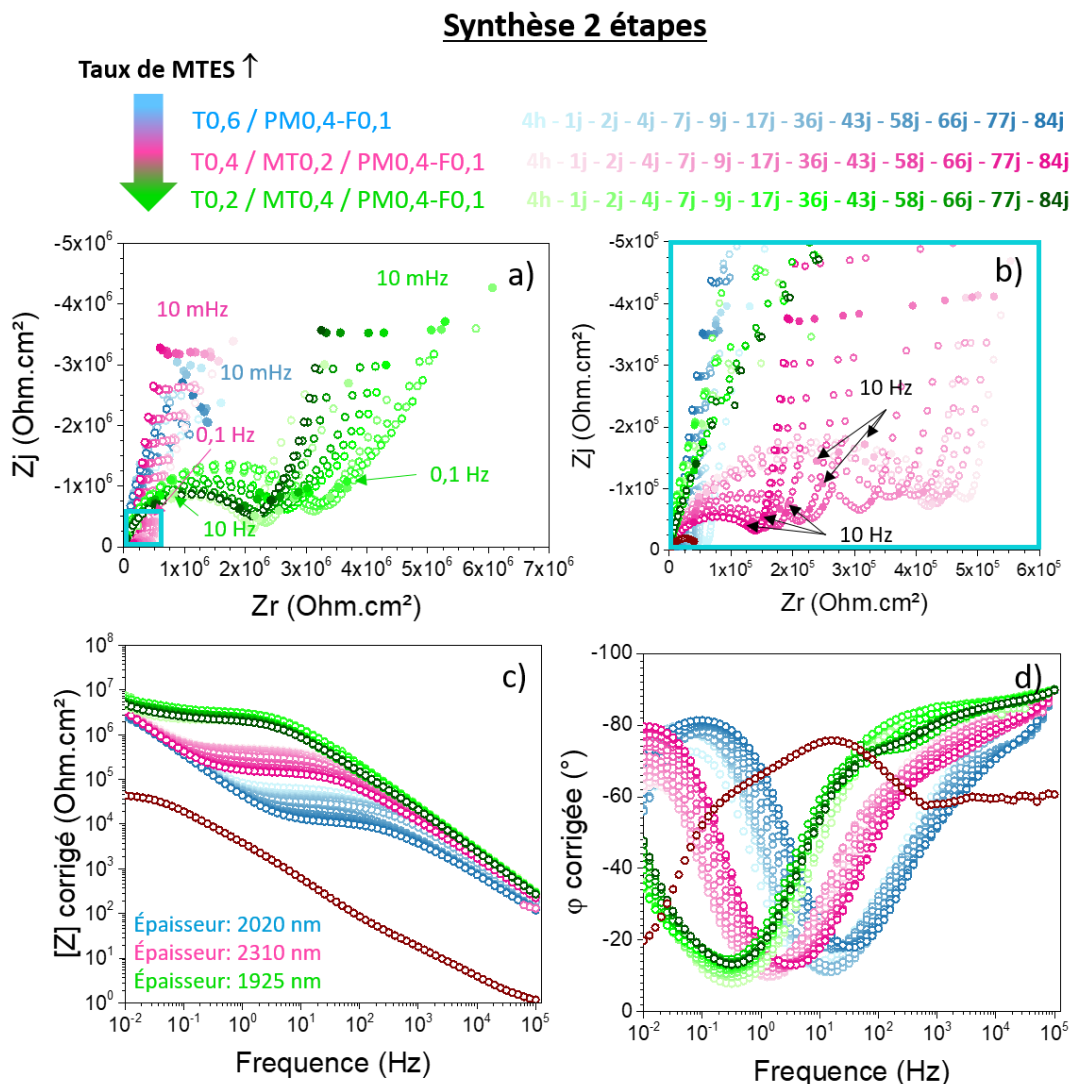 Synthèse 2 étapes
Taux de MTES ↑
T0,6 / PM0,4-F0,1 4h - 1j - 2j - 4j - 7j - 9j - 17j - 36j - 43j - 58j - 66j - 77j - 84j
T0,4 / MT0,2 / PM0,4-F0,1 4h - 1j - 2j - 4j - 7j - 9j - 17j - 36j - 43j - 58j - 66j - 77j - 84j
T0,2 / MT0,4 / PM0,4-F0,1 4h - 1j - 2j - 4j - 7j - 9j - 17j - 36j - 43j - 58j - 66j - 77j - 84j
a)
Zj (Ohm.cm²)
-5x10⁶
-4x10⁶
-3x10⁶
-2x10⁶
-1x10⁶
0
10 mHz
10 mHz
10 mHz
0,1 Hz
0,1 Hz
10 Hz
0 1x10⁶ 2x10⁶ 3x10⁶ 4x10⁶ 5x10⁶ 6x10⁶ 7x10⁶
Zr (Ohm.cm²)
b)
Zj (Ohm.cm²)
-5x10⁵
-4x10⁵
-3x10⁵
-2x10⁵
-1x10⁵
0
10 Hz
10 Hz
0 1x10⁵ 2x10⁵ 3x10⁵ 4x10⁵ 5x10⁵ 6x10⁵
Zr (Ohm.cm²)
c)
[Z] corrigé (Ohm.cm²)
10⁸
10⁷
10⁶
10⁵
10⁴
10³
10²
10¹
10⁰
Épaisseur: 2020 nm
Épaisseur: 2310 nm
Épaisseur: 1925 nm
10⁻² 10⁻¹ 10⁰ 10¹ 10² 10³ 10⁴ 10⁵
Frequence (Hz)
d)
φ corrigée (°)
-100
-80
-60
-40
-20
0
10⁻² 10⁻¹ 10⁰ 10¹ 10² 10³ 10⁴ 10⁵
Frequence (Hz)